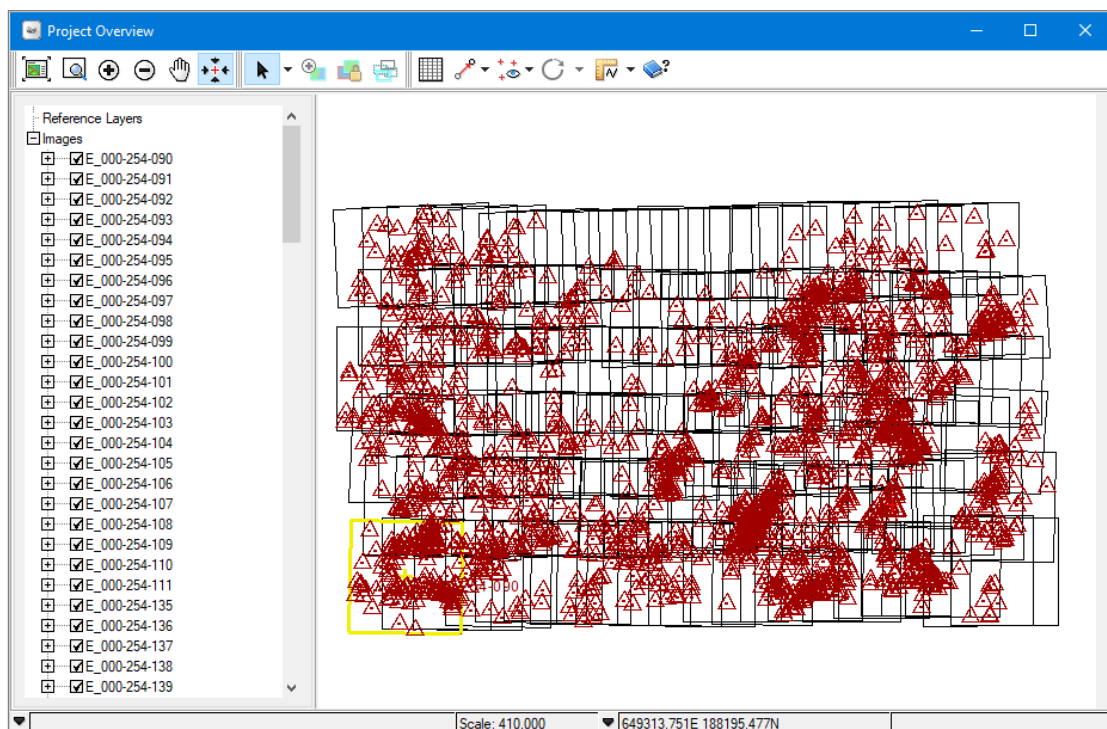 Project Overview
Reference Layers
Images
E_000-254-090
E_000-254-091
E_000-254-092
E_000-254-093
E_000-254-094
E_000-254-095
E_000-254-096
E_000-254-097
E_000-254-098
E_000-254-099
E_000-254-100
E_000-254-101
E_000-254-102
E_000-254-103
E_000-254-104
E_000-254-105
E_000-254-106
E_000-254-107
E_000-254-108
E_000-254-109
E_000-254-110
E_000-254-111
E_000-254-135
E_000-254-136
E_000-254-137
E_000-254-138
E_000-254-139
-090
Scale: 410.000
649313.751E 188195.477N